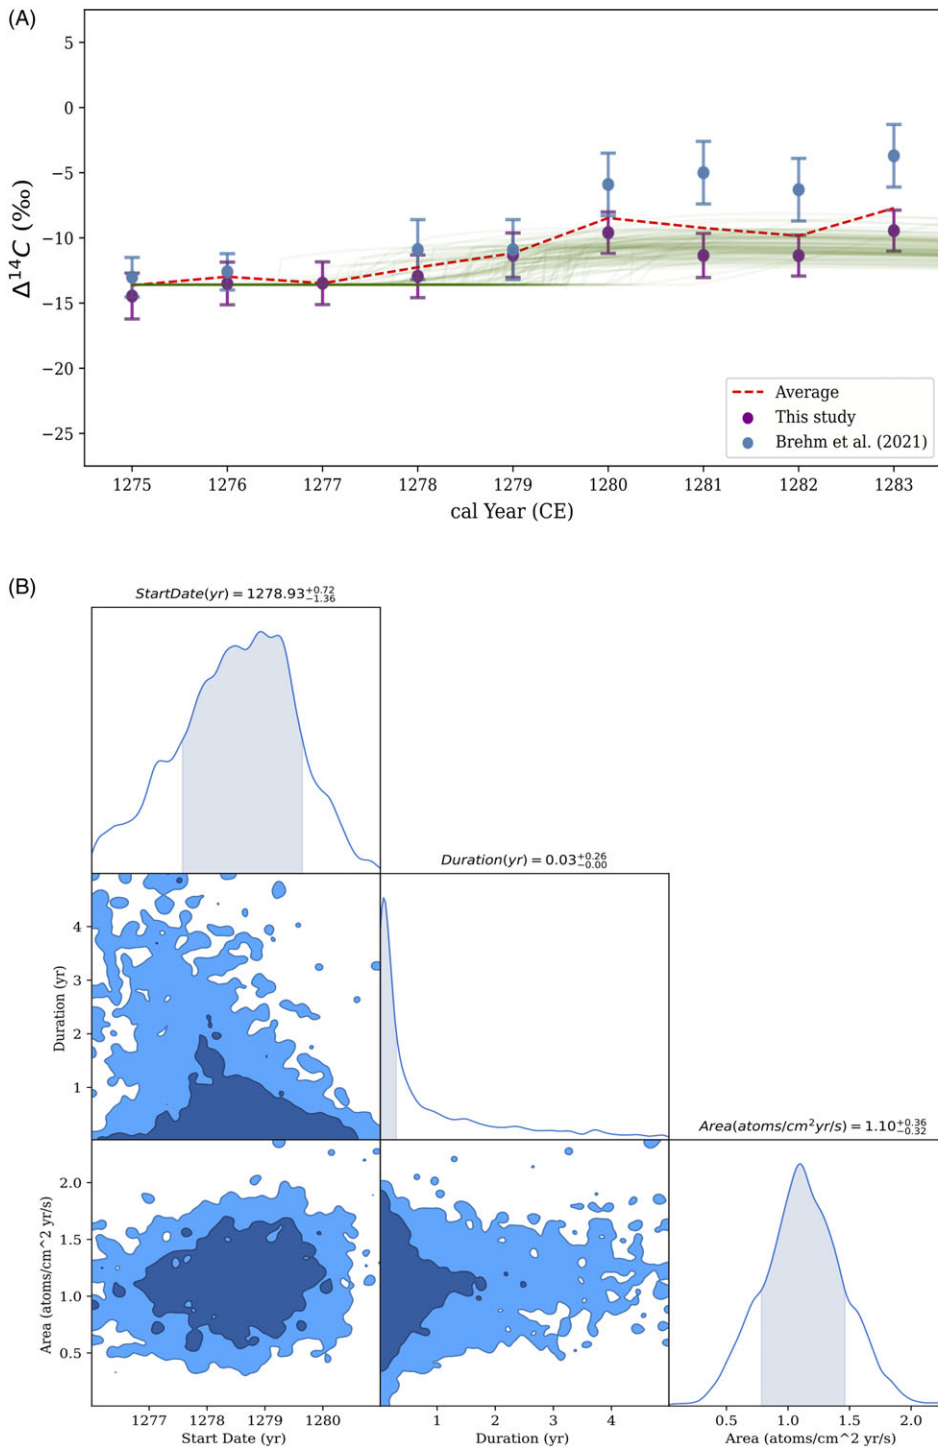 (A)
5
0
−5
−10
−15
−20
−25
Δ¹⁴C (‰)
Average
This study
Brehm et al. (2021)
1275 1276 1277 1278 1279 1280 1281 1282 1283
cal Year (CE)
(B)
StartDate(yr) = 1278.93 +0.72 −1.36
Duration(yr) = 0.03 +0.26 −0.00
4
3
2
1
Duration (yr)
Area(atoms/cm²yr/s) = 1.10 +0.36 −0.32
2.0
1.5
1.0
0.5
Area (atoms/cm^2 yr/s)
1277 1278 1279 1280
1 2 3 4
0.5 1.0 1.5 2.0
Start Date (yr)
Duration (yr)
Area (atoms/cm^2 yr/s)